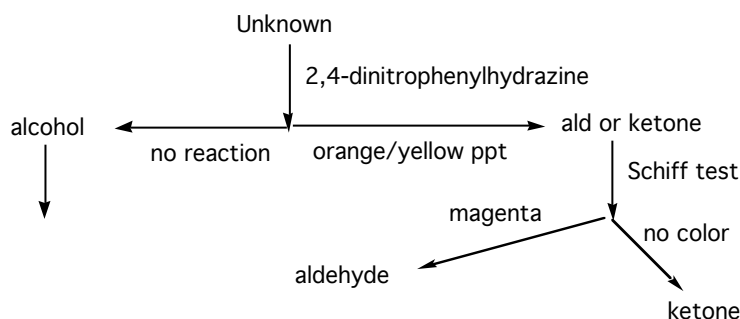 Unknown
2,4-dinitrophenylhydrazine
alcohol
no reaction
orange/yellow ppt
ald or ketone
Schiff test
magenta
no color
aldehyde
ketone